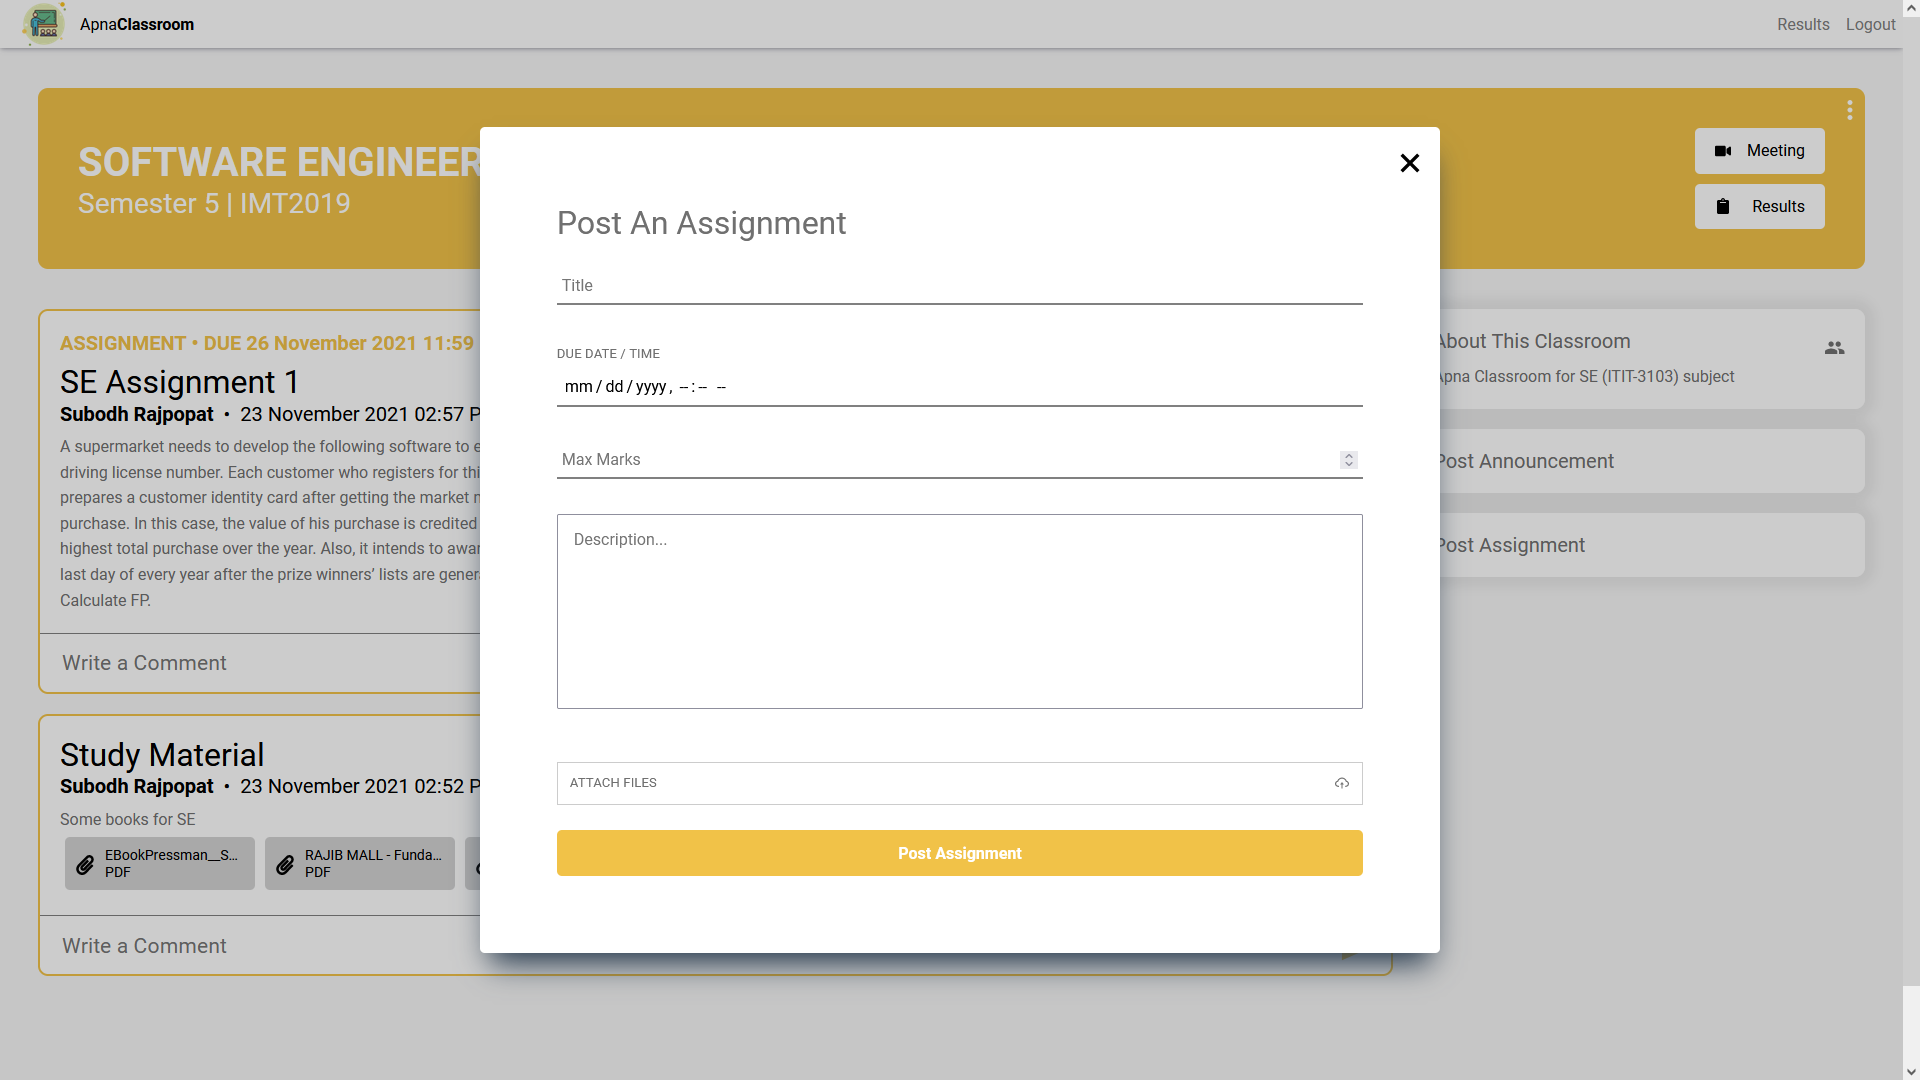 ApnaClassroom
Results
Logout
SOFTWARE ENGINEER
Semester 5 | IMT2019
Meeting
Results
ASSIGNMENT • DUE 26 November 2021 11:59
SE Assignment 1
Subodh Rajpopat • 23 November 2021 02:57 P
A supermarket needs to develop the following software to
driving license number. Each customer who registers for
prepares a customer identity card after getting the market
purchase. In this case, the value of his purchase is credited
highest total purchase over the year. Also, it intends to
last day of every year after the prize winners’ lists are
Calculate FP.
Write a Comment
Study Material
Subodh Rajpopat • 23 November 2021 02:52 P
Some books for SE
EBookPressman__S...
PDF
RAJIB MALL - Funda...
PDF
Write a Comment
Post An Assignment
Title
DUE DATE / TIME
mm / dd / yyyy, --:-- --
Max Marks
Description...
ATTACH FILES
Post Assignment
About This Classroom
Apna Classroom for SE (ITIT-3103) subject
Post Announcement
Post Assignment